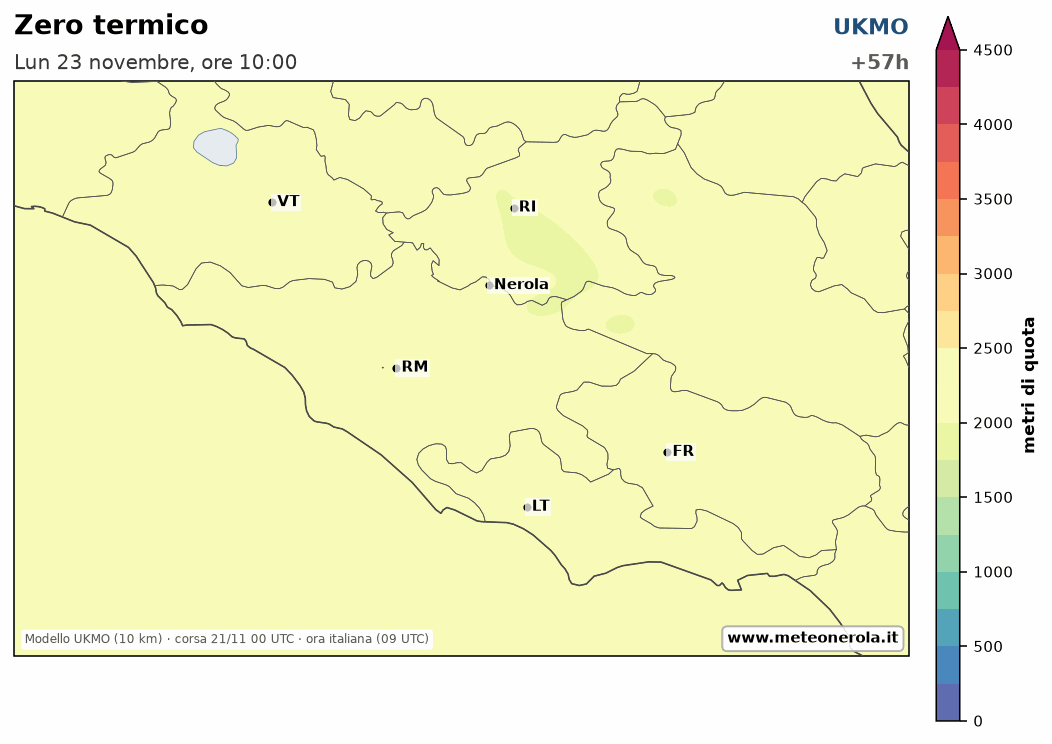 Zero termico
UKMO
Lun 23 novembre, ore 10:00
+57h
VT
RI
Nerola
RM
FR
LT
Modello UKMO (10 km) · corsa 21/11 00 UTC · ora italiana (09 UTC)
www.meteonerola.it
4500
4000
3500
3000
2500
2000
1500
1000
500
0
metri di quota